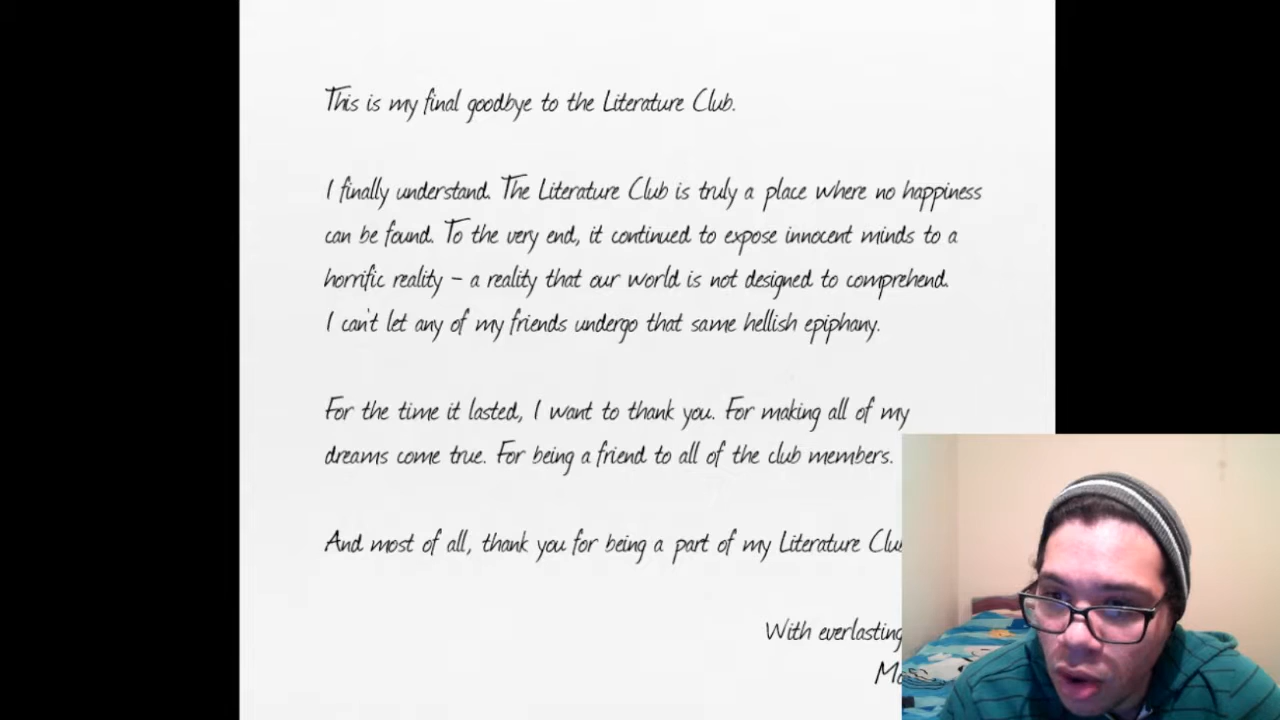 This is my final goodbye to the Literature Club.
I finally understand. The Literature Club is truly a place where no happiness
can be found. To the very end, it continued to expose innocent minds to a
horrific reality – a reality that our world is not designed to comprehend.
I can't let any of my friends undergo that same hellish epiphany.
For the time it lasted, I want to thank you. For making all of my
dreams come true. For being a friend to all of the club members.
And most of all, thank you for being a part of my Literature
With everlasting